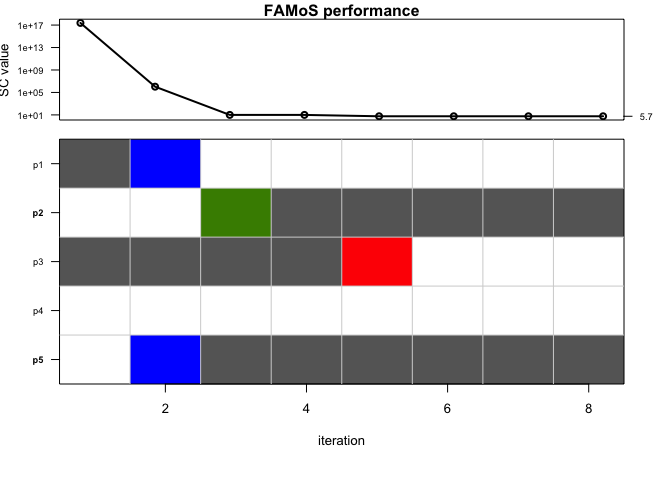 FAMoS performance
SC value
1e+17
1e+13
1e+09
1e+05
1e+01
5.7
p1
p2
p3
p4
p5
2 4 6 8
iteration